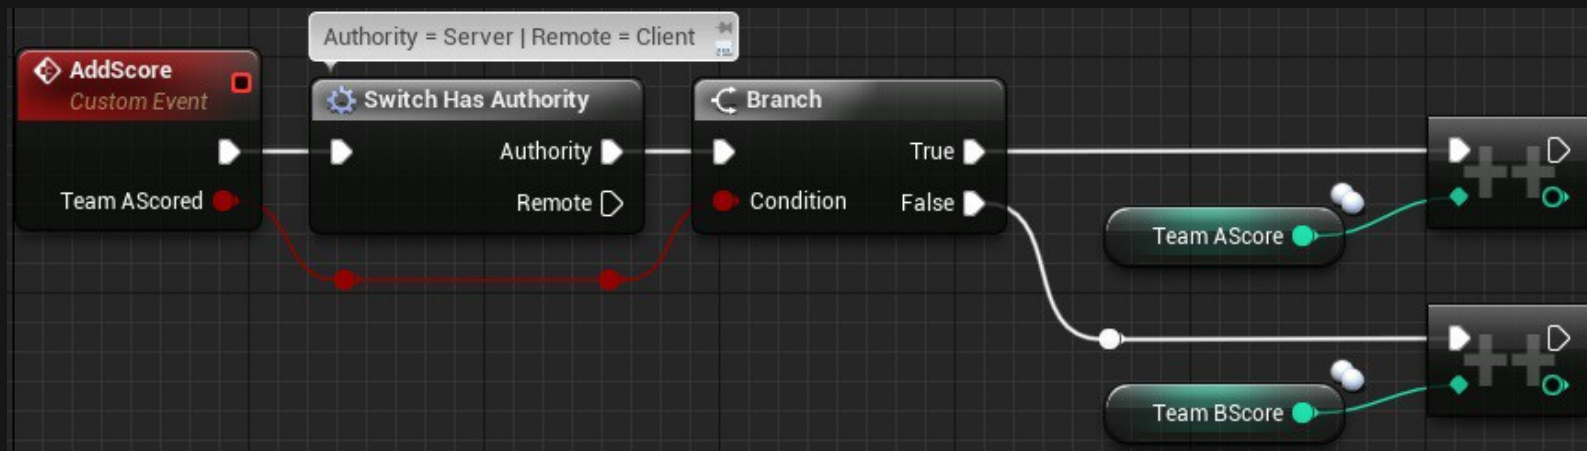 Authority = Server | Remote = Client
AddScore
Custom Event
Switch Has Authority
Branch
Authority
True
Team AScored
Remote
Condition
False
Team AScore
++
Team BScore
++